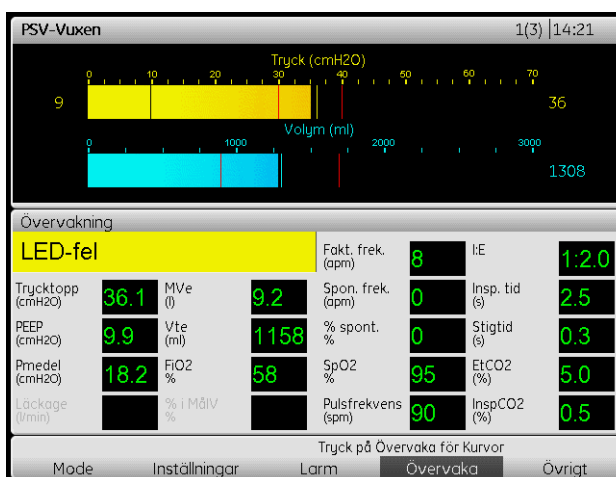 PSV-Vuxen 1(3) 14:21
Tryck (cmH2O)
0 10 20 30 40 50 60 70
9 36
Volym (ml)
0 1000 2000 3000
1308
Övervakning
LED-fel
Fakt. frek. (apm) 8
I:E 1:2.0
Trycktopp (cmH2O) 36.1
MVe (l) 9.2
Spon. frek. (apm) 0
Insp. tid (s) 2.5
PEEP (cmH2O) 9.9
Vte (ml) 1158
% spont. % 0
Stigtid (s) 0.3
Pmedel (cmH2O) 18.2
FiO2 % 58
SpO2 % 95
EtCO2 (%) 5.0
Läckage (l/min)
% i MålV %
Pulsfrekvens (spm) 90
InspCO2 (%) 0.5
Tryck på Övervaka för Kurvor
Mode Inställningar Larm Övervaka Övrigt